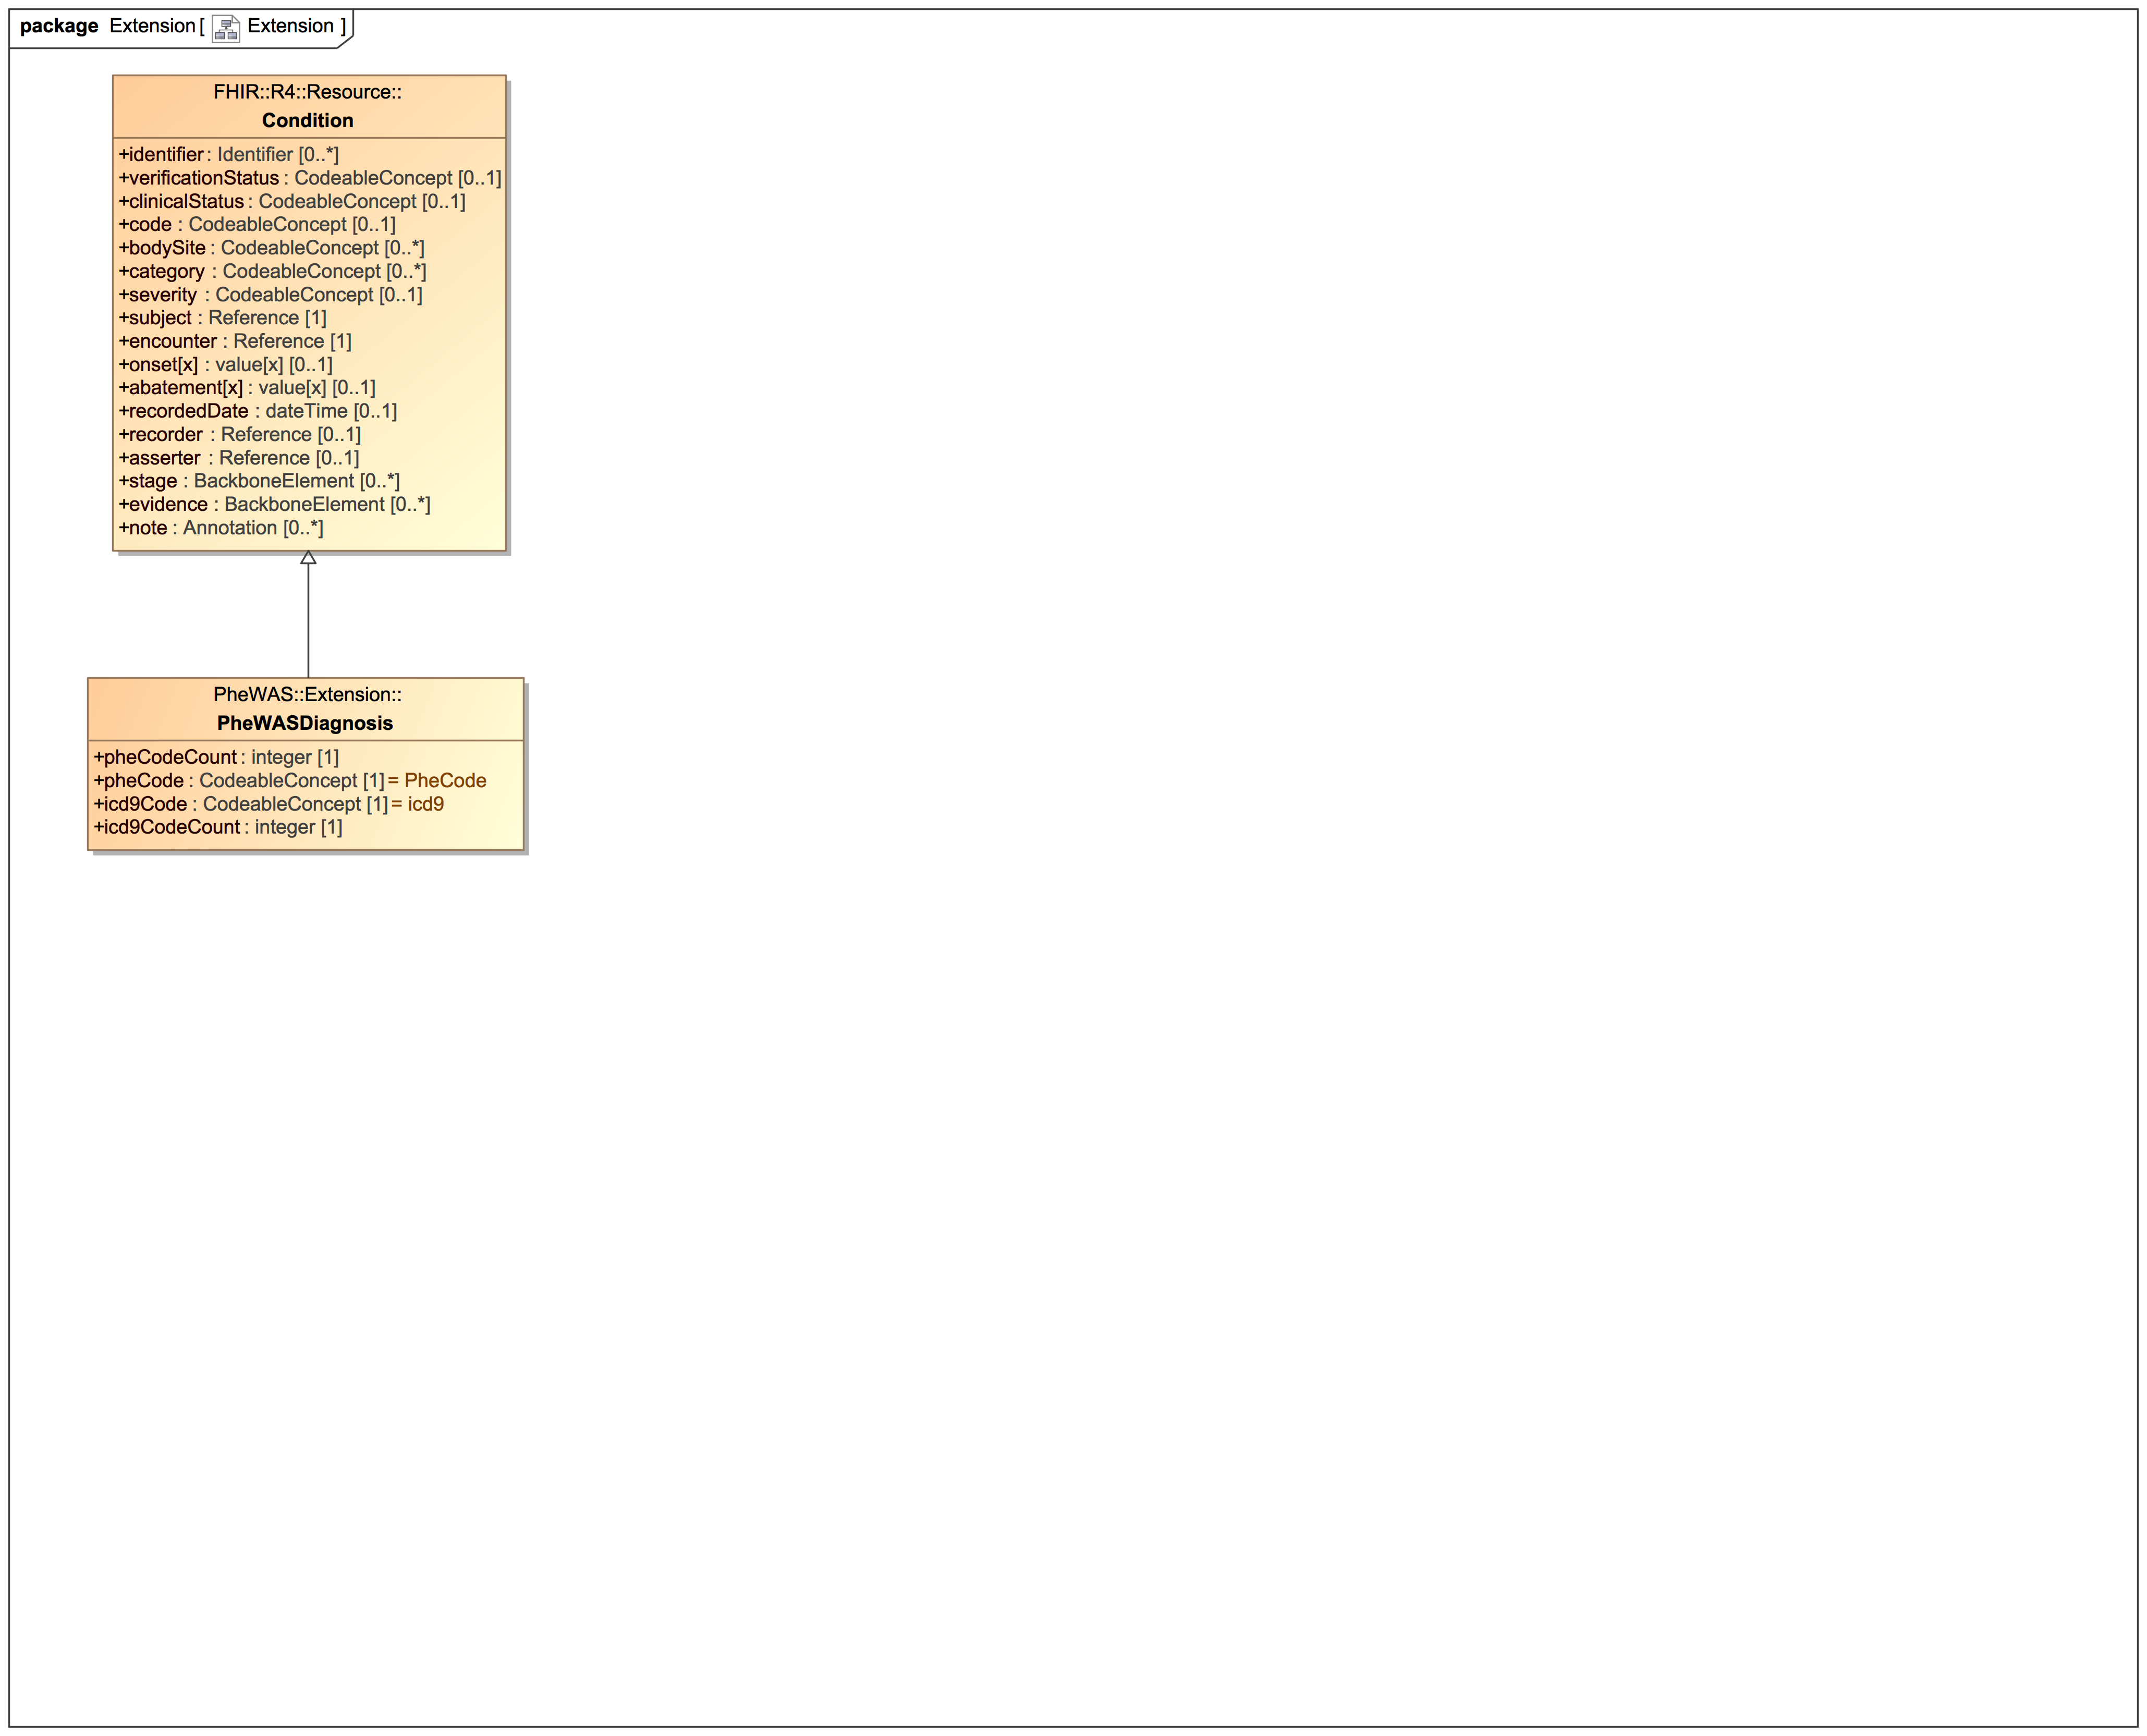 package Extension [ Extension ]
FHIR::R4::Resource::
Condition
+identifier : Identifier [0..*]
+verificationStatus : CodeableConcept [0..1]
+clinicalStatus : CodeableConcept [0..1]
+code : CodeableConcept [0..1]
+bodySite : CodeableConcept [0..*]
+category : CodeableConcept [0..*]
+severity : CodeableConcept [0..1]
+subject : Reference [1]
+encounter : Reference [1]
+onset[x] : value[x] [0..1]
+abatement[x] : value[x] [0..1]
+recordedDate : dateTime [0..1]
+recorder : Reference [0..1]
+asserter : Reference [0..1]
+stage : BackboneElement [0..*]
+evidence : BackboneElement [0..*]
+note : Annotation [0..*]
PheWAS::Extension::
PheWASDiagnosis
+pheCodeCount : integer [1]
+pheCode : CodeableConcept [1] = PheCode
+icd9Code : CodeableConcept [1] = icd9
+icd9CodeCount : integer [1]